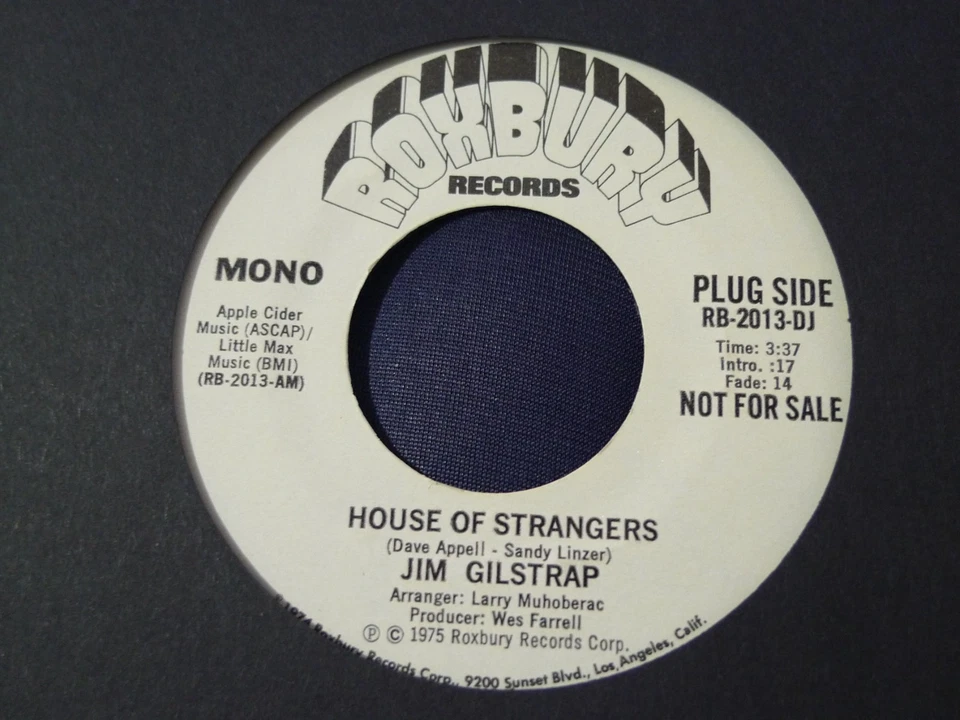 ROXBURY
RECORDS
MONO
Apple Cider
Music (ASCAP)/
Little Max
Music (BMI)
(RB-2013-AM)
PLUG SIDE
RB-2013-DJ
Time: 3:37
Intro. :17
Fade: 14
NOT FOR SALE
HOUSE OF STRANGERS
(Dave Appell - Sandy Linzer)
JIM GILSTRAP
Arranger: Larry Muhoberac
Producer: Wes Farrell
Ⓟ © 1975 Roxbury Records Corp.
1974 Roxbury Records Corp., 9200 Sunset Blvd., Los Angeles, Calif.